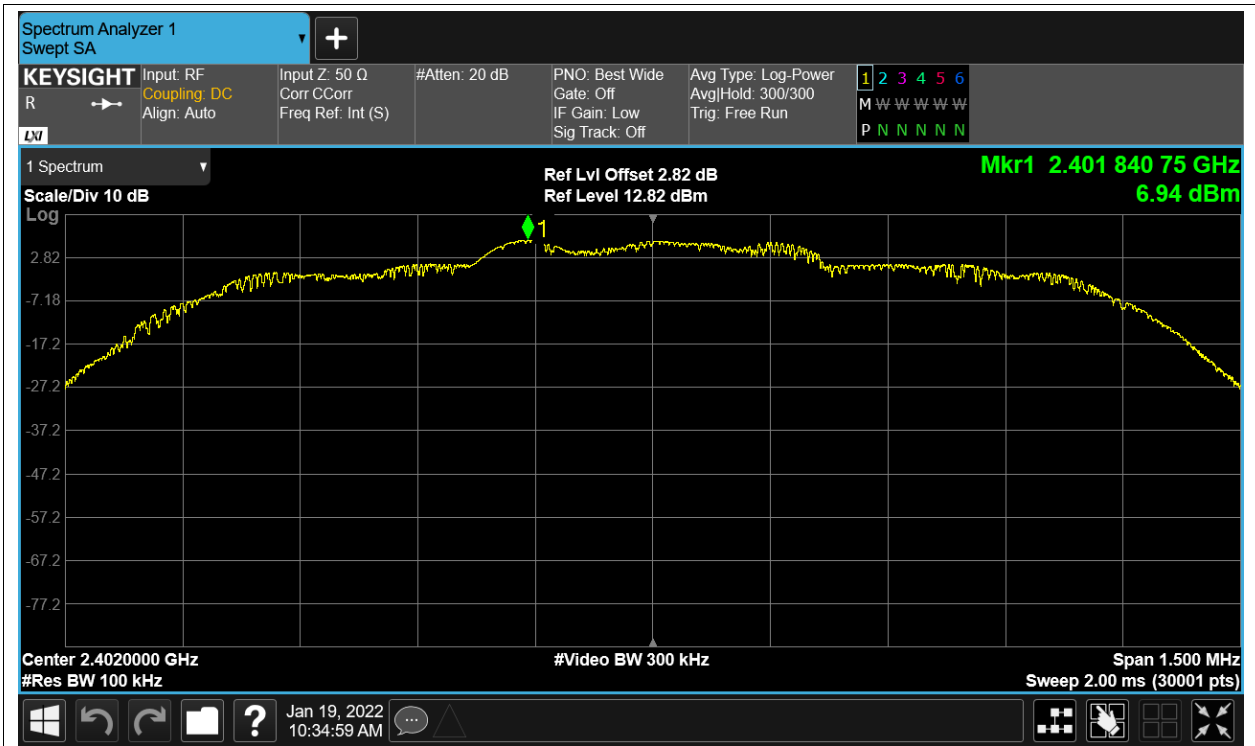 Spectrum Analyzer 1
Swept SA
KEYSIGHT
R
LXI
Input: RF
Coupling: DC
Align: Auto
Input Z: 50 Ω
Corr CCorr
Freq Ref: Int (S)
#Atten: 20 dB
PNO: Best Wide
Gate: Off
IF Gain: Low
Sig Track: Off
Avg Type: Log-Power
Avg|Hold: 300/300
Trig: Free Run
1 2 3 4 5 6
M W W W W W
P N N N N N
1 Spectrum
Scale/Div 10 dB
Ref Lvl Offset 2.82 dB
Ref Level 12.82 dBm
Mkr1 2.401 840 75 GHz
6.94 dBm
Log
1
2.82
-7.18
-17.2
-27.2
-37.2
-47.2
-57.2
-67.2
-77.2
Center 2.4020000 GHz
#Video BW 300 kHz
Span 1.500 MHz
#Res BW 100 kHz
Sweep 2.00 ms (30001 pts)
?
Jan 19, 2022
10:34:59 AM